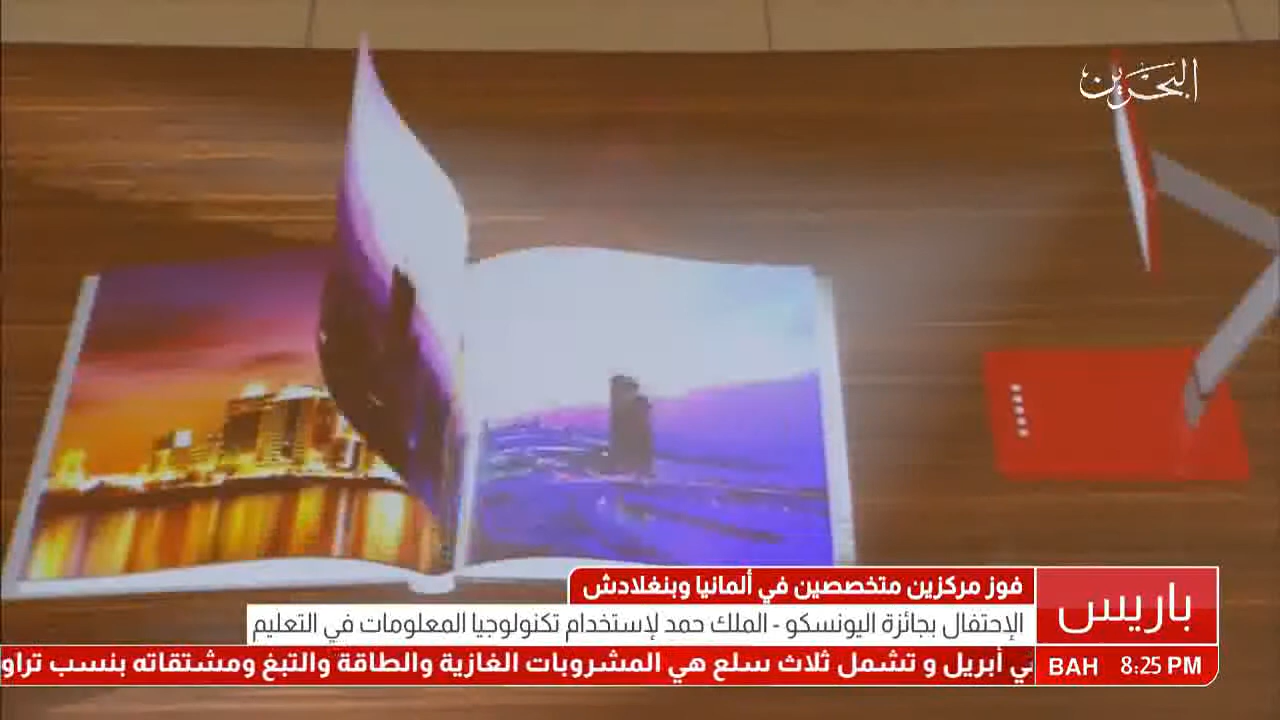 البحرين
فوز مركزين متخصصين في ألمانيا وبنغلادش
باريس
الإحتفال بجائزة اليونسكو - الملك حمد لإستخدام تكنولوجيا المعلومات في التعليم
أبريل و تشمل ثلاث سلع هي المشروبات الغازية والطاقة والتبغ ومشتقاته بنسب
BAH 8:25 PM